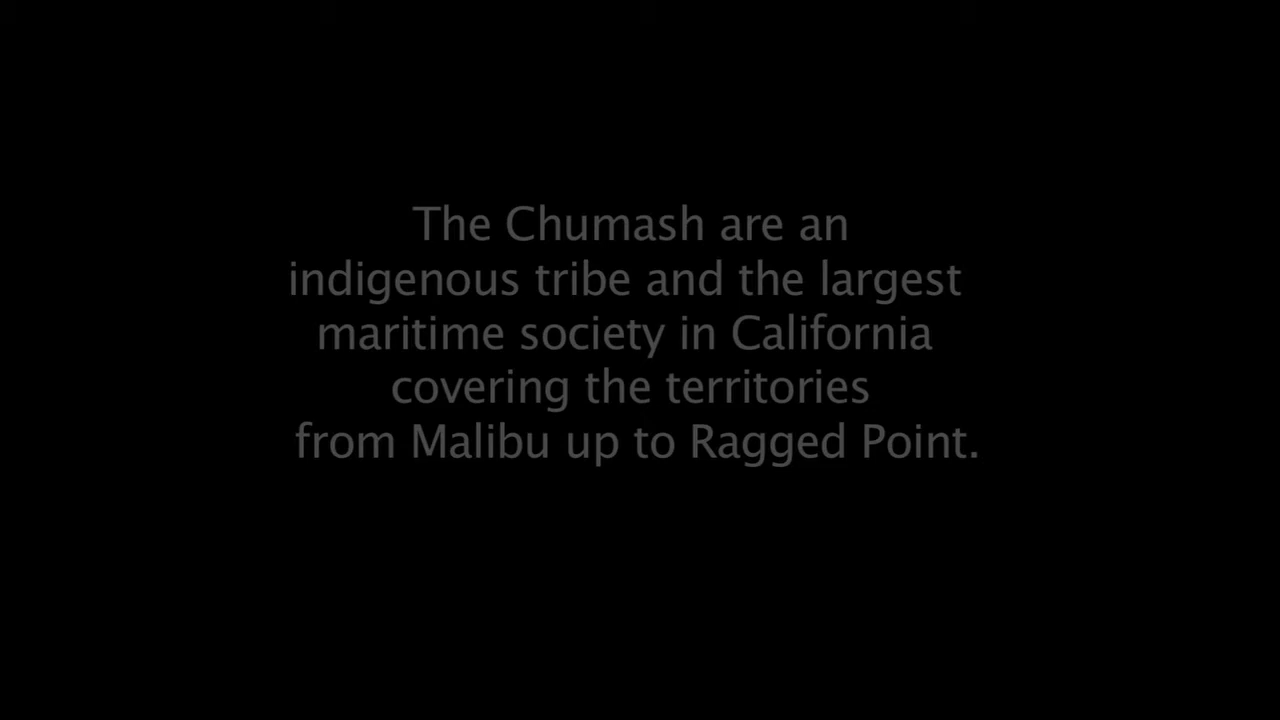 The Chumash are an
indigenous tribe and the largest
maritime society in California
covering the territories
from Malibu up to Ragged Point.